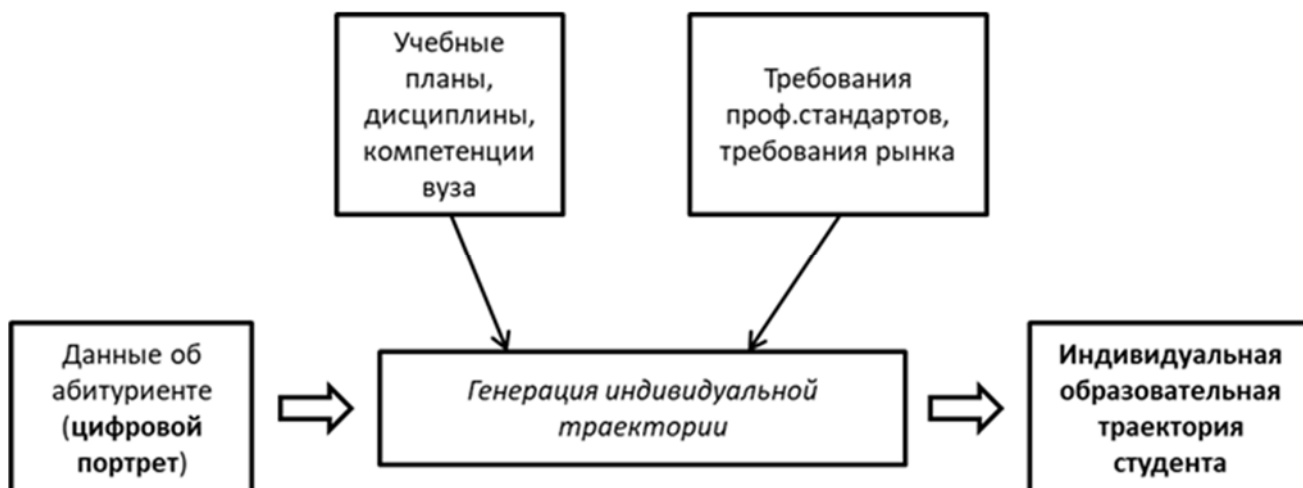 Учебные
планы,
дисциплины,
компетенции
вуза
Требования
проф.стандартов,
требования рынка
Данные об
абитуриенте
(цифровой
портрет)
Генерация индивидуальной
траектории
Индивидуальная
образовательная
траектория
студента